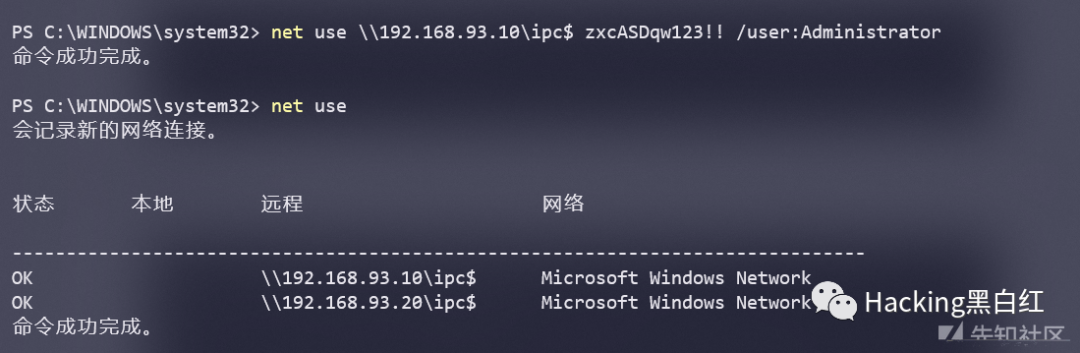 PS C:\WINDOWS\system32> net use \\192.168.93.10\ipc$ zxcASDqw123!! /user:Administrator
命令成功完成。
PS C:\WINDOWS\system32> net use
会记录新的网络连接。
状态 本地 远程 网络
-------------------------------------------------------------------------------
OK \\192.168.93.10\ipc$ Microsoft Windows Network
OK \\192.168.93.20\ipc$ Microsoft Windows Network
命令成功完成。
Hacking黑白红
先知社区